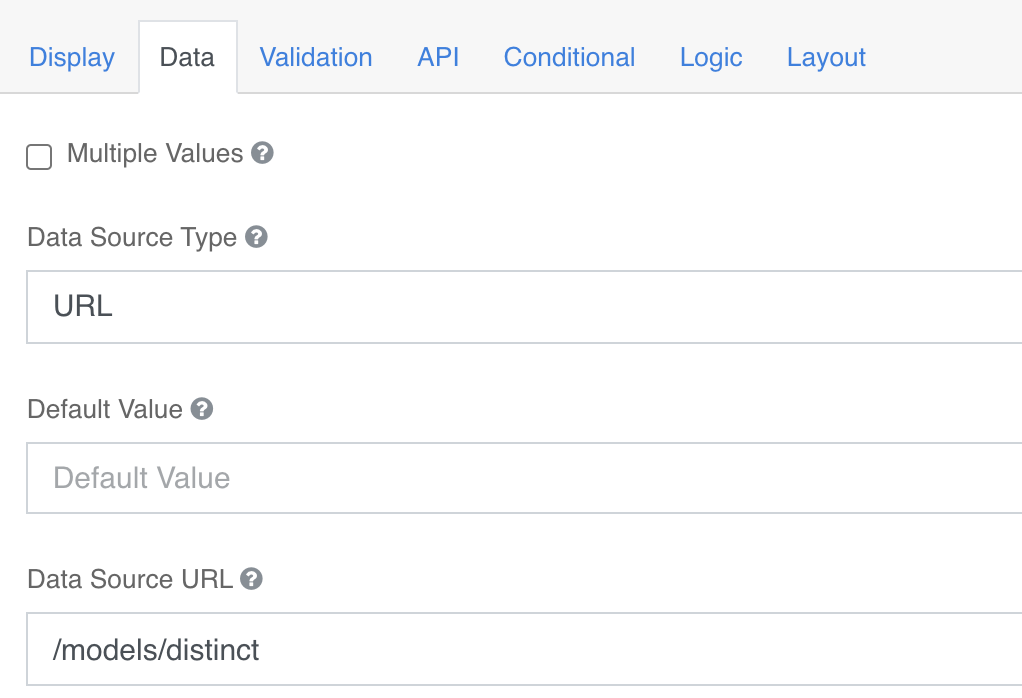 Display Data Validation API Conditional Logic Layout
Multiple Values
Data Source Type
URL
Default Value
Default Value
Data Source URL
/models/distinct